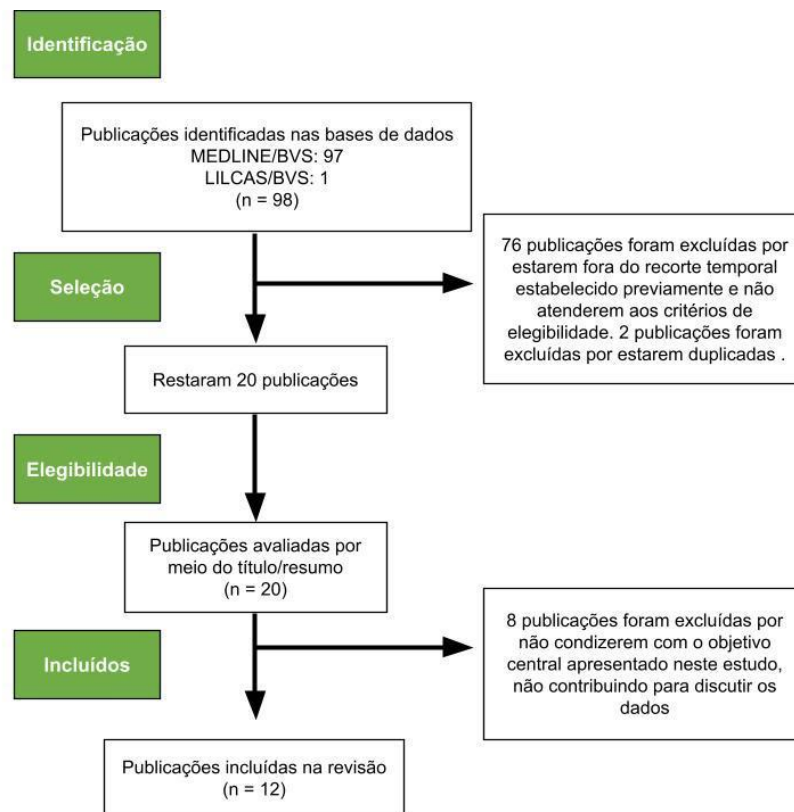 Identificação
Publicações identificadas nas bases de dados
MEDLINE/BVS: 97
LILCAS/BVS: 1
(n = 98)
76 publicações foram excluídas por
estarem fora do recorte temporal
estabelecido previamente e não
atenderem aos critérios de
elegibilidade. 2 publicações foram
excluídas por estarem duplicadas .
Seleção
Restaram 20 publicações
Elegibilidade
Publicações avaliadas por
meio do título/resumo
(n = 20)
8 publicações foram excluídas por
não condizerem com o objetivo
central apresentado neste estudo,
não contribuindo para discutir os
dados
Incluídos
Publicações incluídas na revisão
(n = 12)